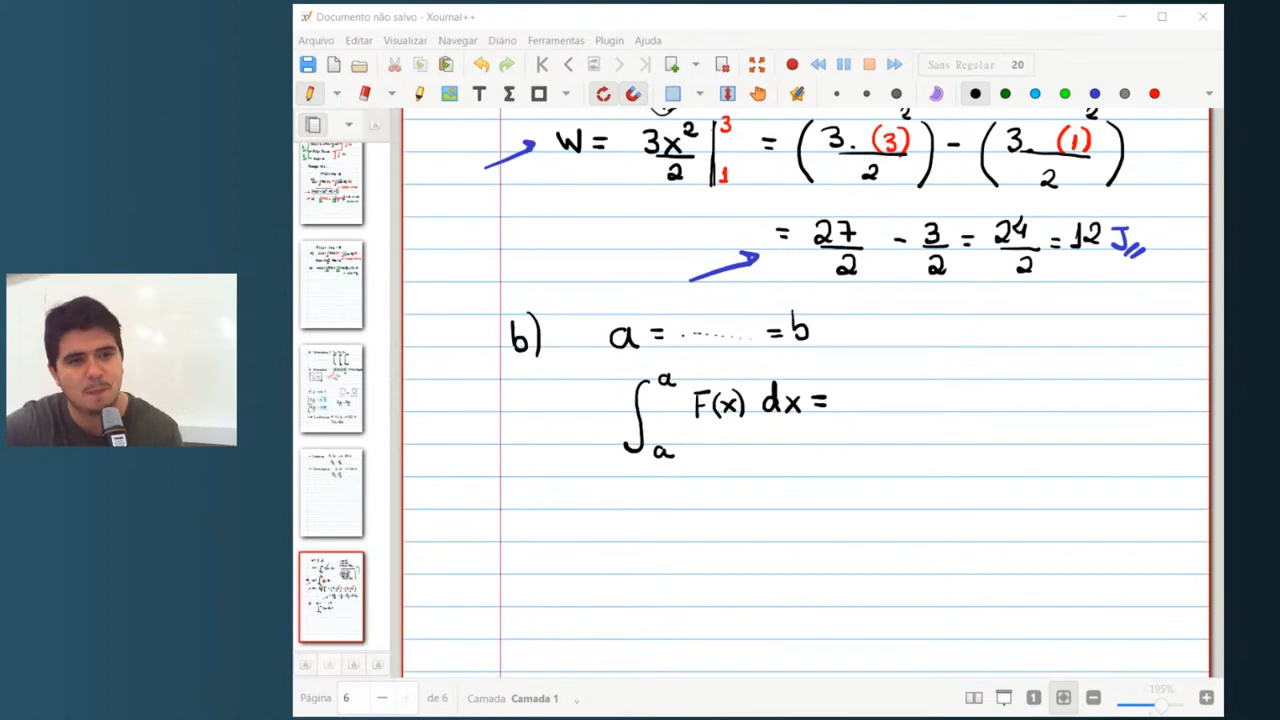 Documento não salvo - Xournal++
Arquivo Editar Visualizar Navegar Diário Ferramentas Plugin Ajuda
Sans Regular 20
W = 3x²/2 |₁³ = (3.(3)²/2) - (3.(1)²/2)
= 27/2 - 3/2 = 24/2 = 12 J
b) a = ........ = b
∫ₐᵃ F(x) dx =
Página 6 de 6 Camada Camada 1 195%